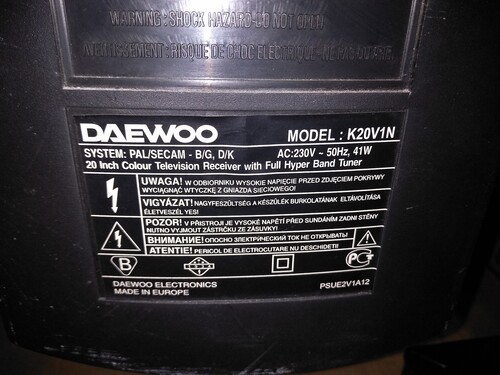 WARNING : SHOCK HAZARD-DO NOT OPEN
AVERTISSEMENT : RISQUE DE CHOC ELECTRIQUE-NE PAS OUVRIR.
DAEWOO MODEL : K20V1N
SYSTEM: PAL/SECAM - B/G, D/K AC:230V ~ 50Hz, 41W
20 Inch Colour Television Receiver with Full Hyper Band Tuner
UWAGA! W ODBIORNIKU WYSOKIE NAPIĘCIE PRZED ZDJĘCIEM POKRYWY
WYCIĄGNĄĆ WTYCZKĘ Z GNIAZDA SIECIOWEGO!
VIGYÁZAT! NAGYFESZÜLTSÉG A KÉSZÜLÉK BURKOLATÁNAK ELTÁVOLÍTÁSA
ÉLETVESZÉLYES!
POZOR! V PŘÍSTROJI JE VYSOKÉ NAPĚTÍ PŘED SUNDÁNÍM ZADNÍ STĚNY
NUTNO VYJMOUT ZÁSTRČKU ZE ZÁSUVKY!
ВНИМАНИЕ! ОПОСНО ЭЛЕКТРИЧЕСКИЙ ТОК НЕ ОТКРЫВАТЬ!
ATENTIE! PERICOL DE ELECTROCUTARE NU DESCHIDETI!
B
PC
DAEWOO ELECTRONICS
MADE IN EUROPE
PSUE2V1A12